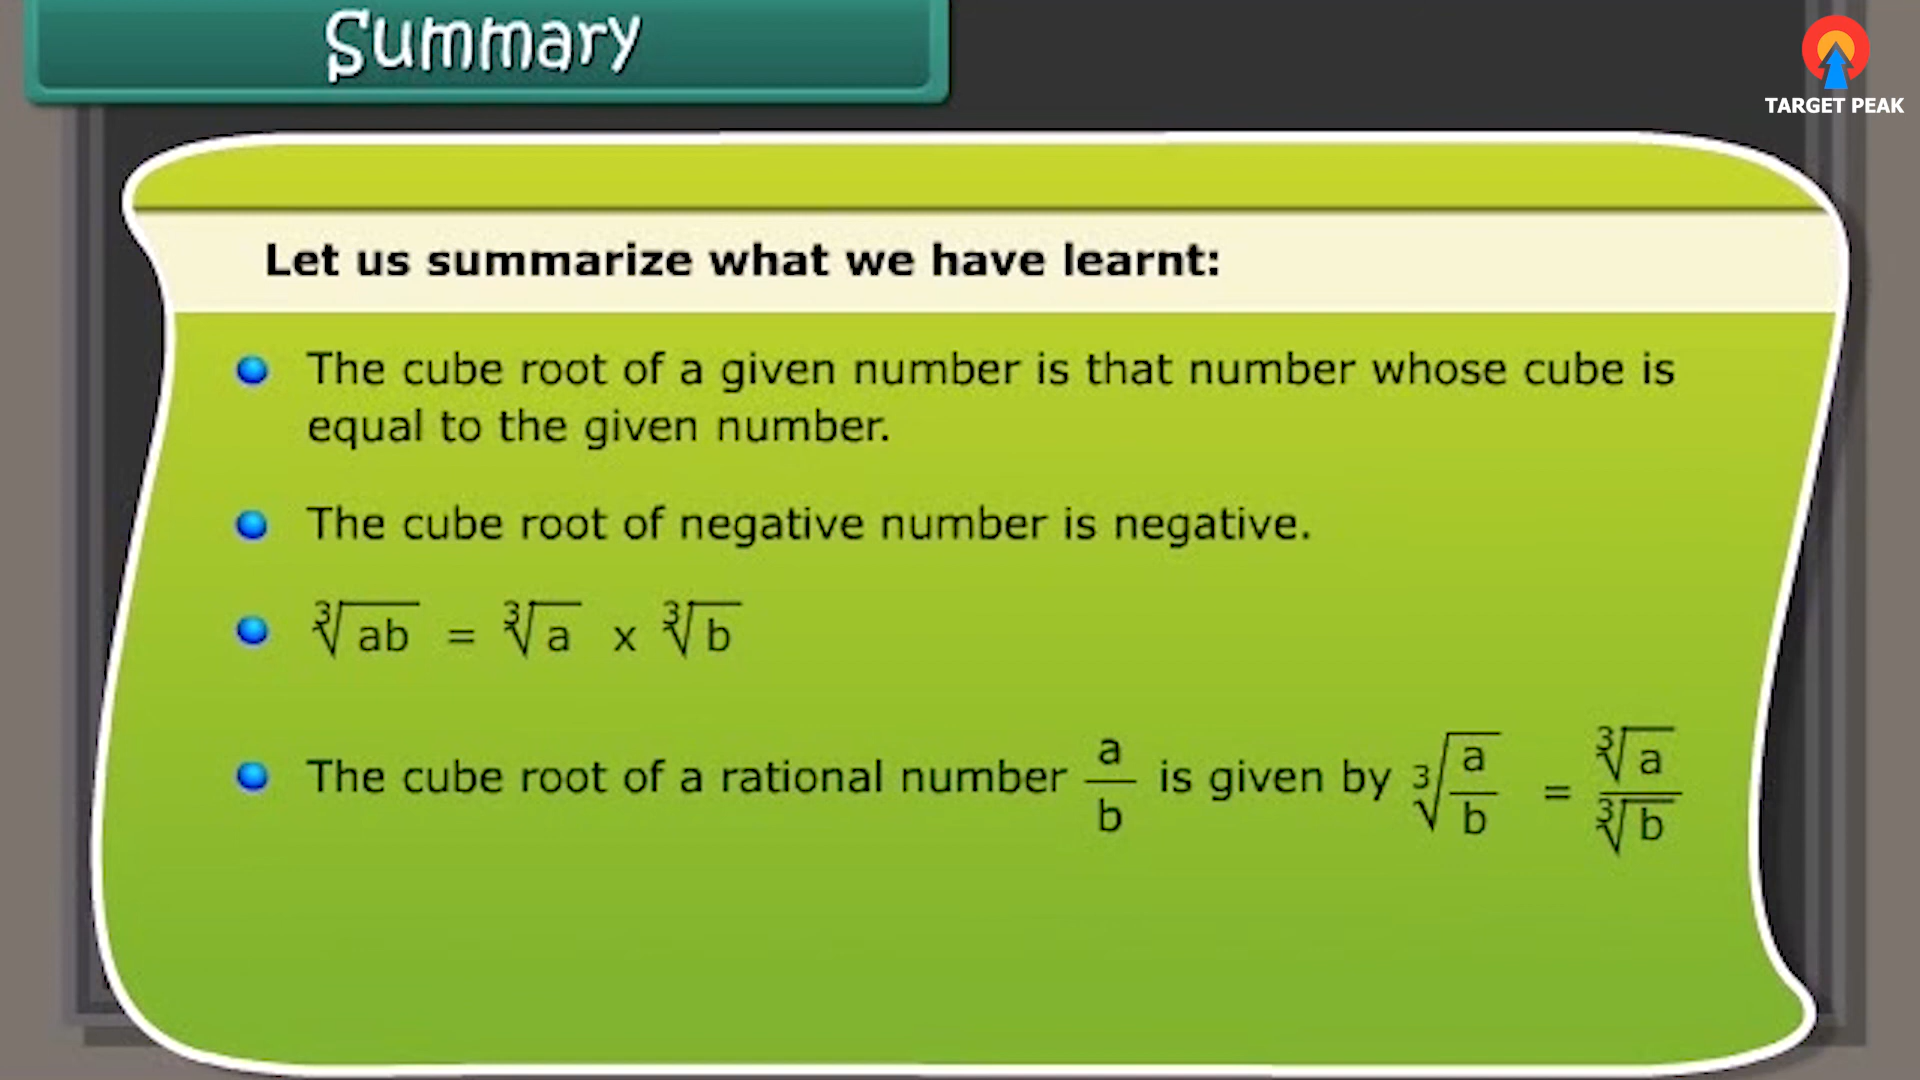 Summary
TARGET PEAK
Let us summarize what we have learnt:
The cube root of a given number is that number whose cube is
equal to the given number.
The cube root of negative number is negative.
∛ab = ∛a x ∛b
The cube root of a rational number a/b is given by ∛(a/b) = ∛a/∛b